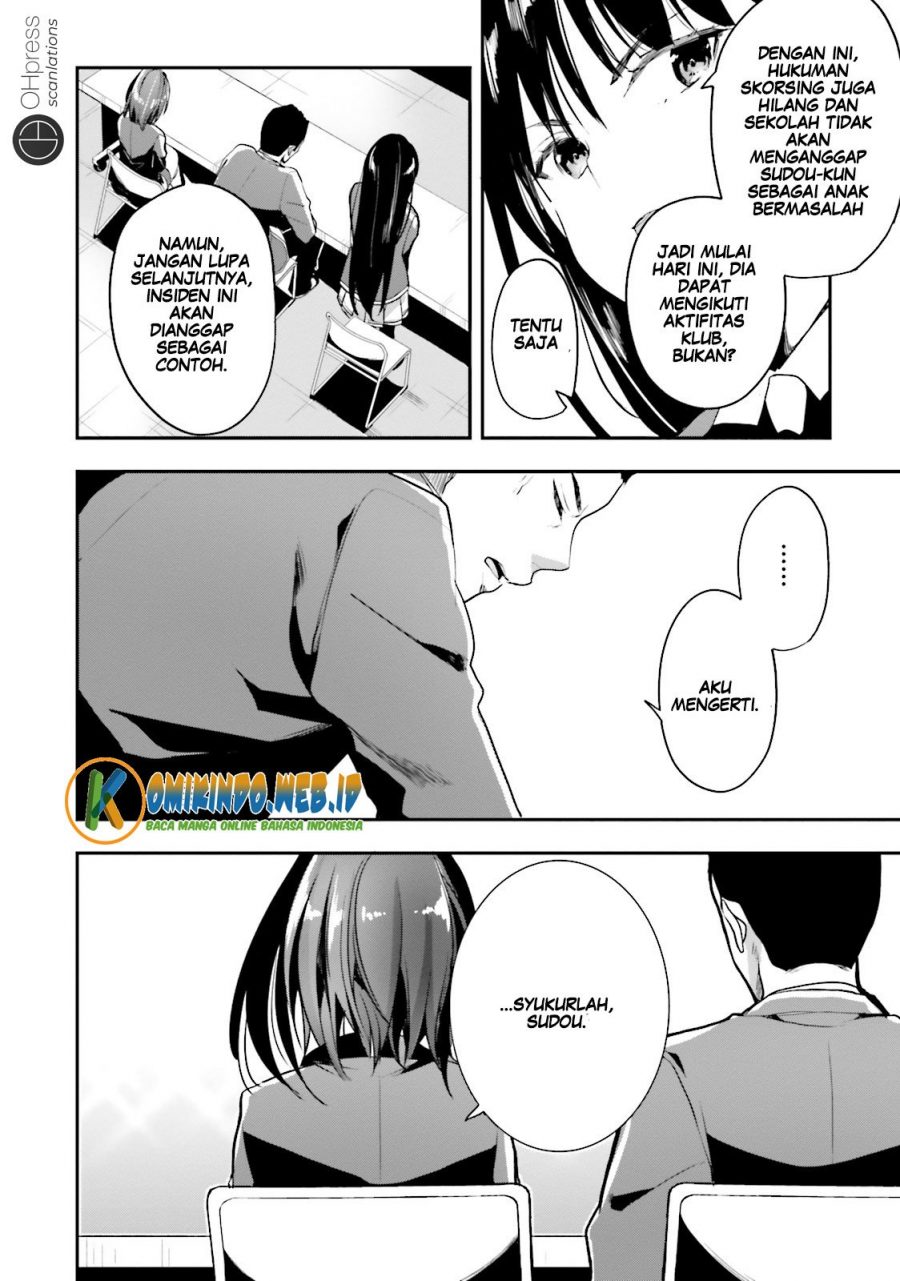 OHpress
scanlations
DENGAN INI,
HUKUMAN
SKORSING JUGA
HILANG DAN
SEKOLAH TIDAK
AKAN
MENGANGGAP
SUDOU-KUN
SEBAGAI ANAK
BERMASALAH
JADI MULAI
HARI INI, DIA
DAPAT
MENGIKUTI
AKTIFITAS
KLUB,
BUKAN?
TENTU
SAJA
NAMUN,
JANGAN LUPA
SELANJUTNYA,
INSIDEN INI
AKAN
DIANGGAP
SEBAGAI
CONTOH.
......
AKU
MENGERTI.
KOMIKINDO.WEB.ID
BACA MANGA ONLINE BAHASA INDONESIA
...SYUKURLAH,
SUDOU.